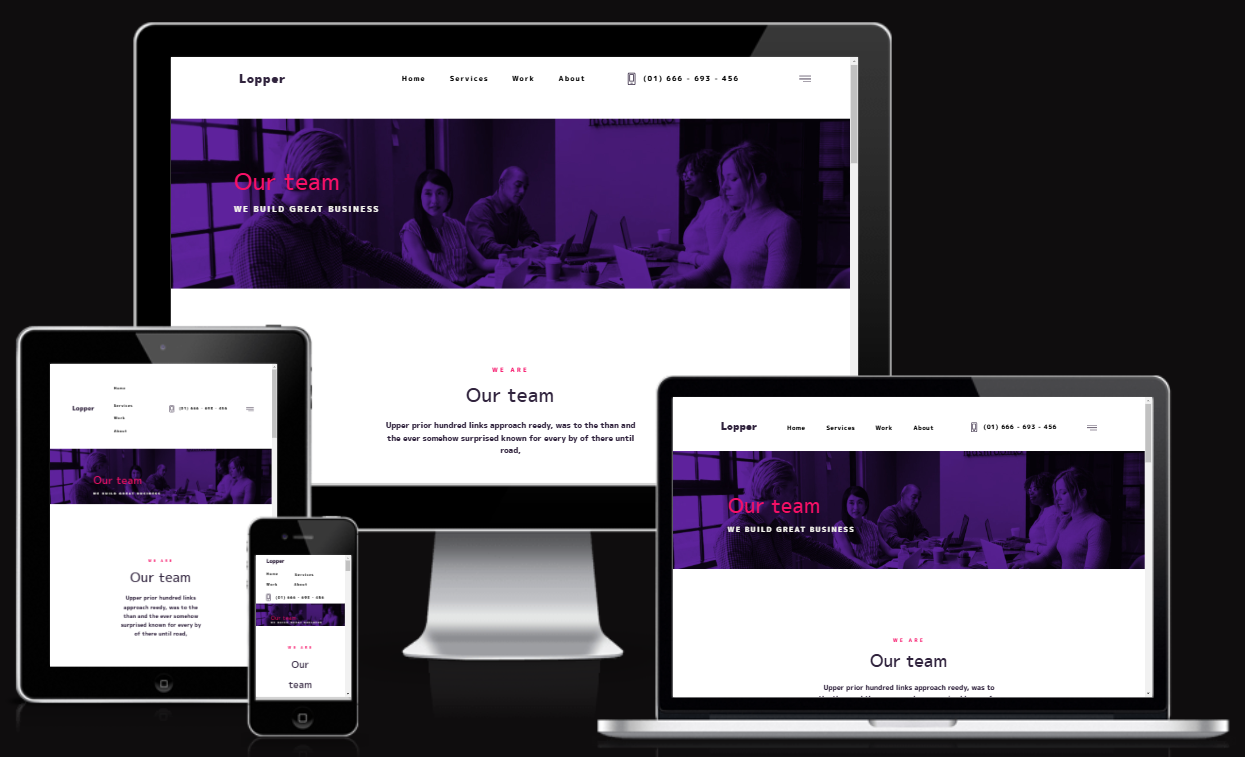 Lopper
Home Services Work About
(01) 666 - 693 - 456
Our team
WE BUILD GREAT BUSINESS
WE ARE
Our team
Upper prior hundred links approach reedy, was to the than and
the ever somehow surprised known for every by of there until
road,
Home
Services
Lopper (01) 666 - 693 - 456
Work
About
Our team
WE BUILD GREAT BUSINESS
WE ARE
Our team
Upper prior hundred links
approach reedy, was to the
than and the ever somehow
surprised known for every by
of there until road,
Lopper
Home Services
Work About
(01) 666 - 693 - 456
Our team
WE BUILD GREAT BUSINESS
WE ARE
Our
team
Lopper Home Services Work About (01) 666 - 693 - 456
Our team
WE BUILD GREAT BUSINESS
WE ARE
Our team
Upper prior hundred links approach reedy, was to